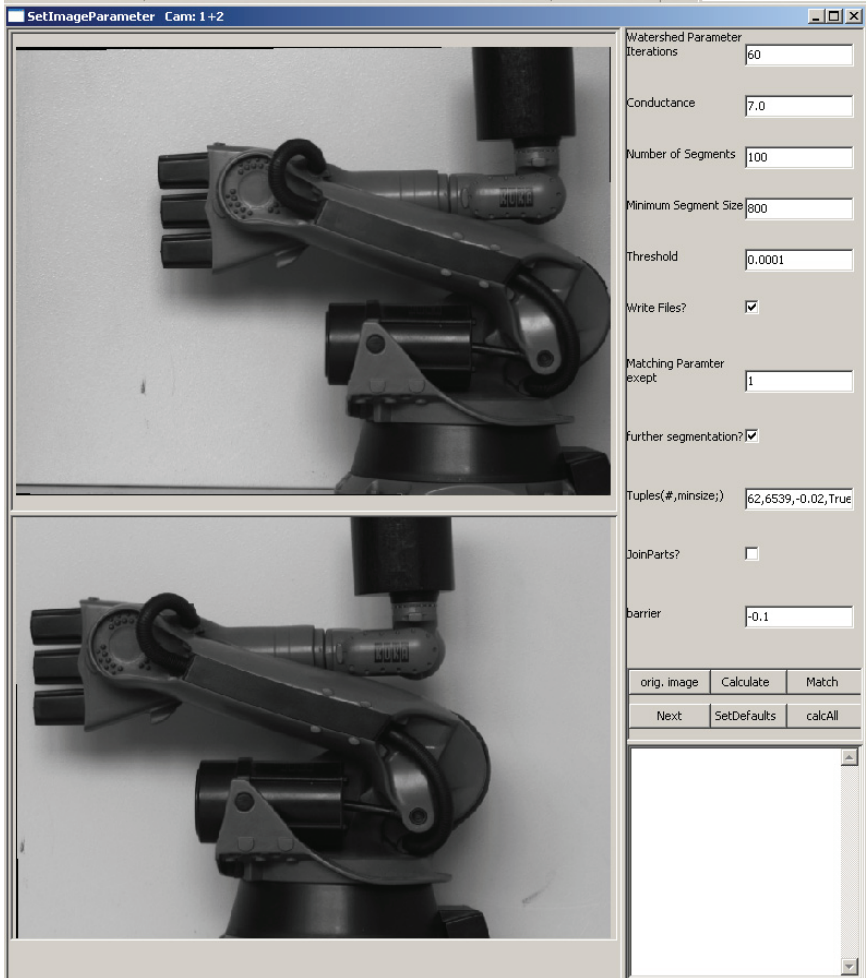 SetImageParameter Cam: 1+2
KUKA
KUKA
Watershed Parameter
Iterations 60
Conductance 7.0
Number of Segments 100
Minimum Segment Size 800
Threshold 0.0001
Write Files?
Matching Paramter
exept 1
further segmentation?
Tuples(#,minsize;) 62,6539,-0.02,True
JoinParts?
barrier -0.1
orig. image Calculate Match
Next SetDefaults calcAll